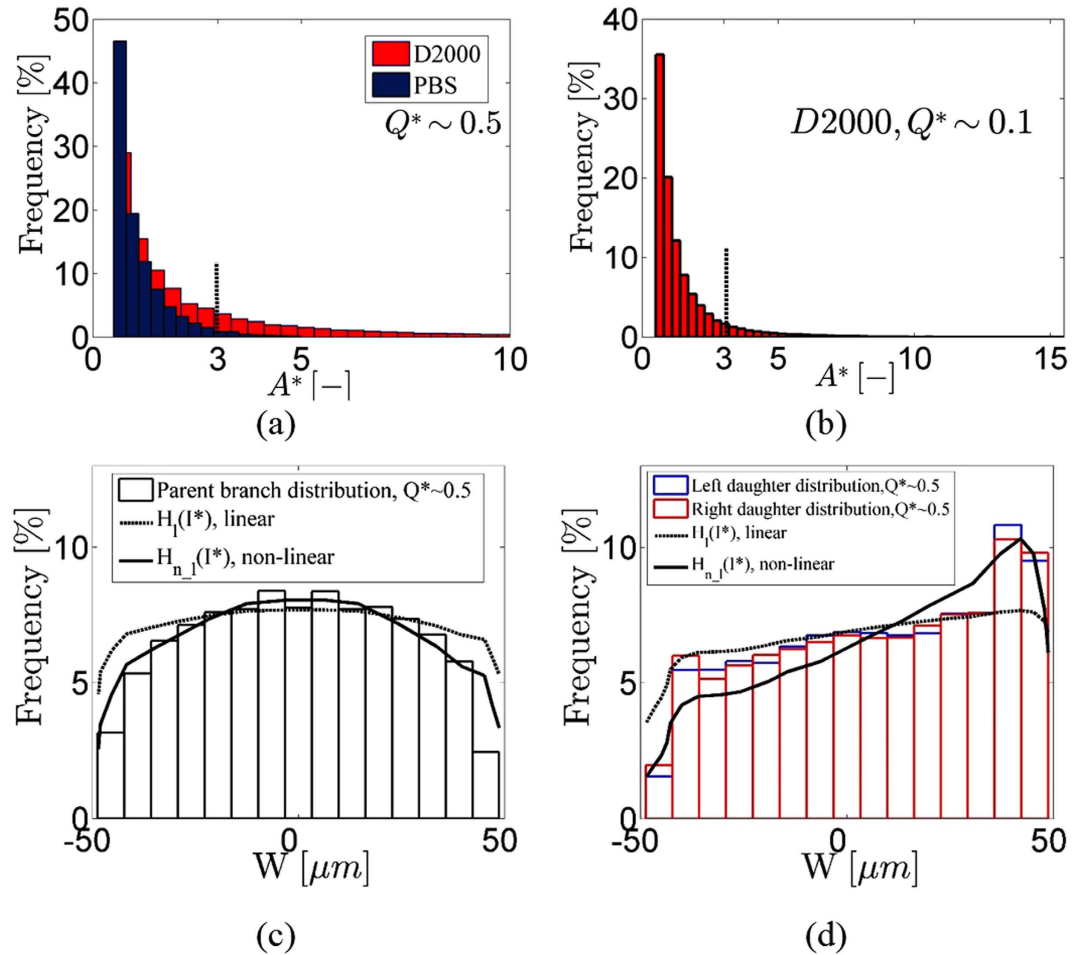 50
40
30
20
10
0
Frequency [%]
D2000
PBS
Q* ~ 0.5
0 3 5 10
A* [−]
(a)
40
30
20
10
0
Frequency [%]
D2000, Q* ~ 0.1
0 3 5 10 15
A* [−]
(b)
10
5
0
Frequency [%]
Parent branch distribution, Q*~0.5
H_l(I*), linear
H_n_l(I*), non-linear
-50 0 50
W [μm]
(c)
10
5
0
Frequency [%]
Left daughter distribution,Q*~0.5
Right daughter distribution,Q*~0.5
H_l(I*), linear
H_n_l(I*), non-linear
-50 0 50
W [μm]
(d)